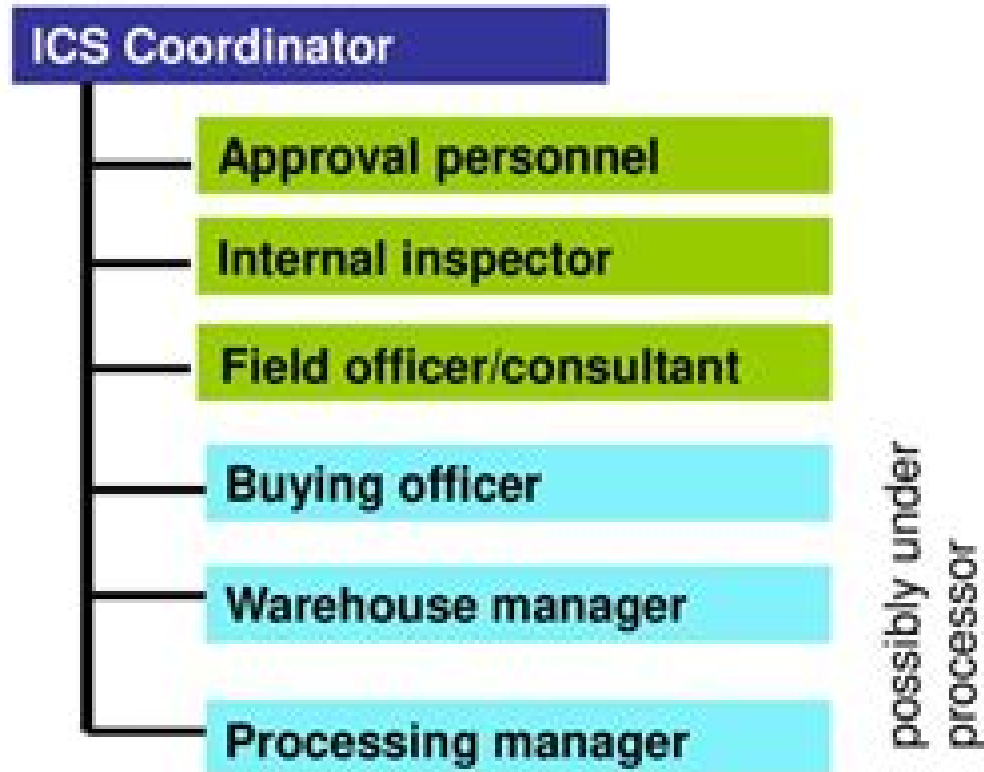 ICS Coordinator
Approval personnel
Internal inspector
Field officer/consultant
Buying officer
Warehouse manager
Processing manager
possibly under
processor